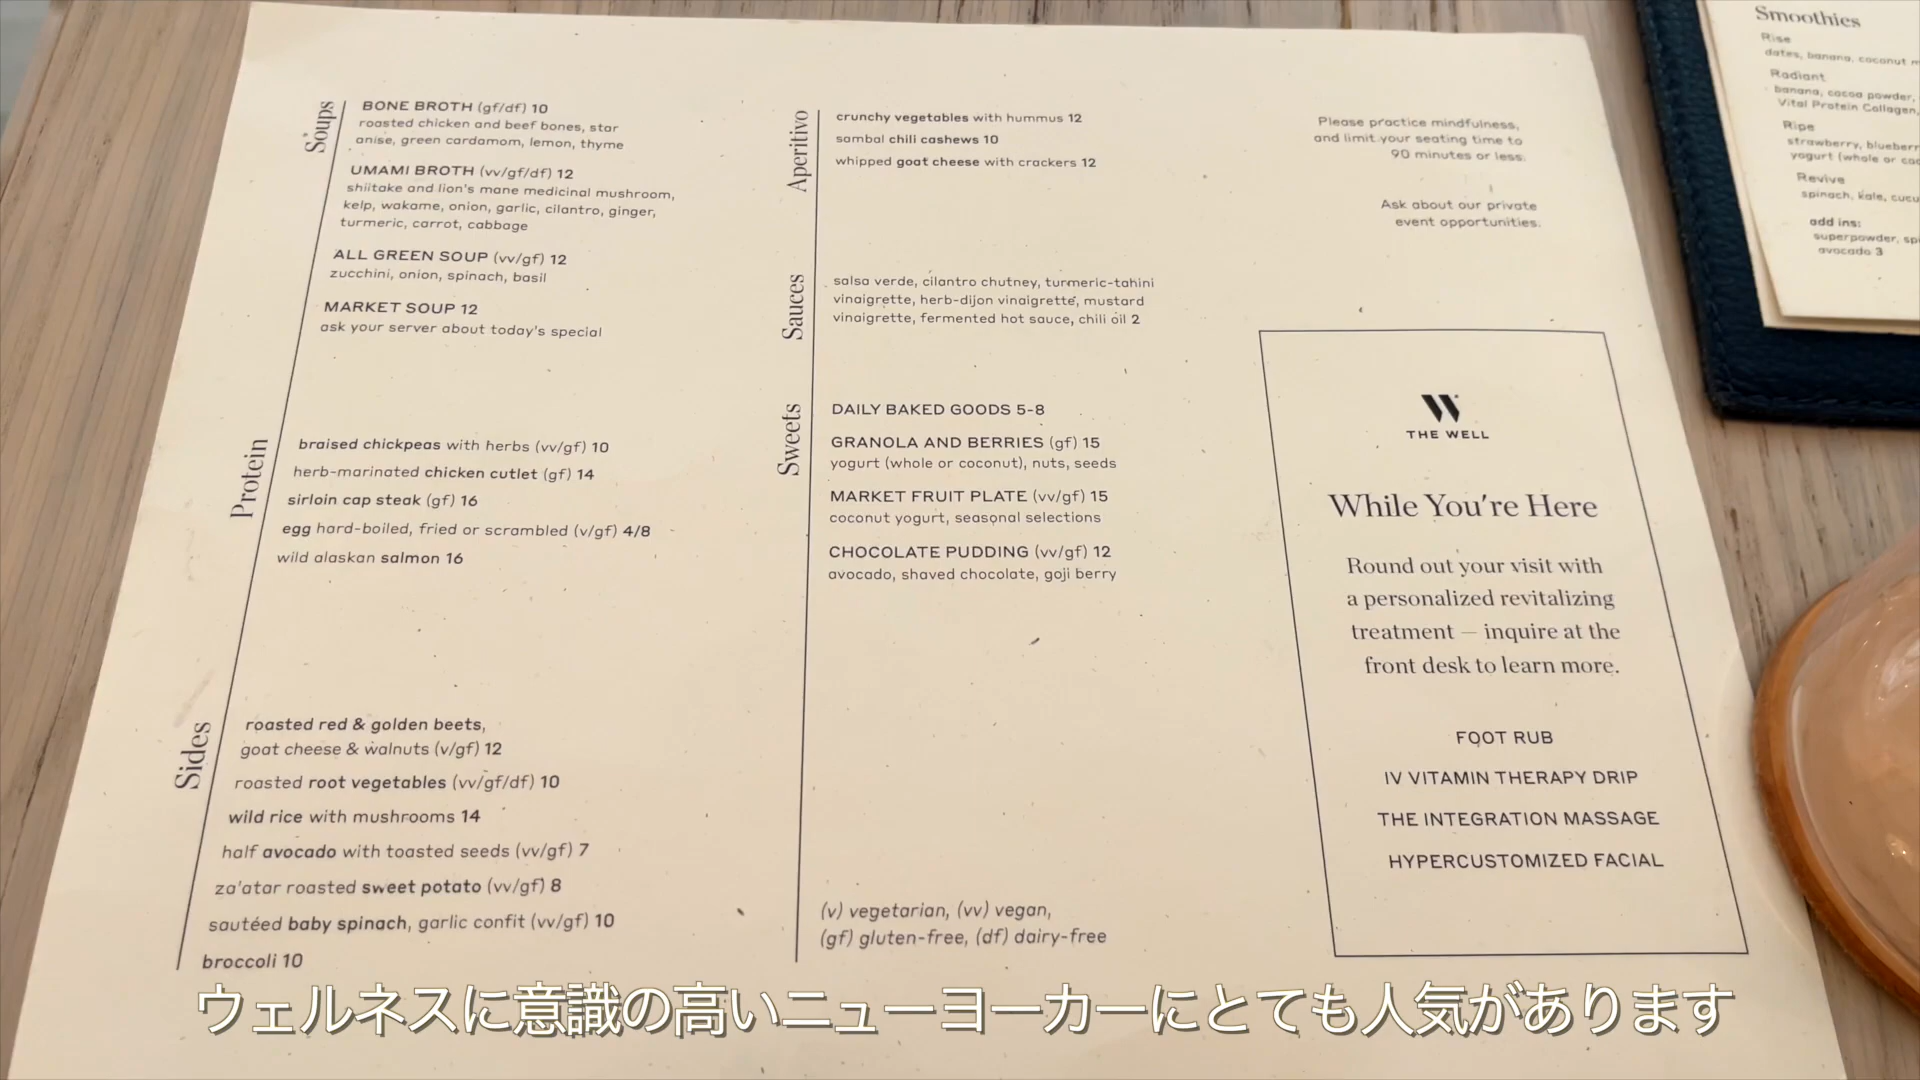 Soups
BONE BROTH (gf/df) 10
roasted chicken and beef bones, star
anise, green cardamom, lemon, thyme
UMAMI BROTH (vv/gf/df) 12
shiitake and lion's mane medicinal mushroom,
kelp, wakame, onion, garlic, cilantro, ginger,
turmeric, carrot, cabbage
ALL GREEN SOUP (vv/gf) 12
zucchini, onion, spinach, basil
MARKET SOUP 12
ask your server about today's special
Protein
braised chickpeas with herbs (vv/gf) 10
herb-marinated chicken cutlet (gf) 14
sirloin cap steak (gf) 16
egg hard-boiled, fried or scrambled (v/gf) 4/8
wild alaskan salmon 16
Sides
roasted red & golden beets,
goat cheese & walnuts (v/gf) 12
roasted root vegetables (vv/gf/df) 10
wild rice with mushrooms 14
half avocado with toasted seeds (vv/gf) 7
za'atar roasted sweet potato (vv/gf) 8
sautéed baby spinach, garlic confit (vv/gf) 10
broccoli 10
Aperitivo
crunchy vegetables with hummus 12
sambal chili cashews 10
whipped goat cheese with crackers 12
Sauces
salsa verde, cilantro chutney, turmeric-tahini
vinaigrette, herb-dijon vinaigrette, mustard
vinaigrette, fermented hot sauce, chili oil 2
Sweets
DAILY BAKED GOODS 5-8
GRANOLA AND BERRIES (gf) 15
yogurt (whole or coconut), nuts, seeds
MARKET FRUIT PLATE (vv/gf) 15
coconut yogurt, seasonal selections
CHOCOLATE PUDDING (vv/gf) 12
avocado, shaved chocolate, goji berry
(v) vegetarian, (vv) vegan,
(gf) gluten-free, (df) dairy-free
Please practice mindfulness,
and limit your seating time to
90 minutes or less.
Ask about our private
event opportunities.
W
THE WELL
While You're Here
Round out your visit with
a personalized revitalizing
treatment — inquire at the
front desk to learn more.
FOOT RUB
IV VITAMIN THERAPY DRIP
THE INTEGRATION MASSAGE
HYPERCUSTOMIZED FACIAL
Smoothies
Rise
dates, banana, coconut
Radiant
banana, cocoa powder,
Vital Protein Collagen,
Ripe
strawberry,
yogurt (whole or
Revive
spinach, kale,
add ins:
superpowder,
avocado 3
ウェルネスに意識の高いニューヨーカーにとても人気があります